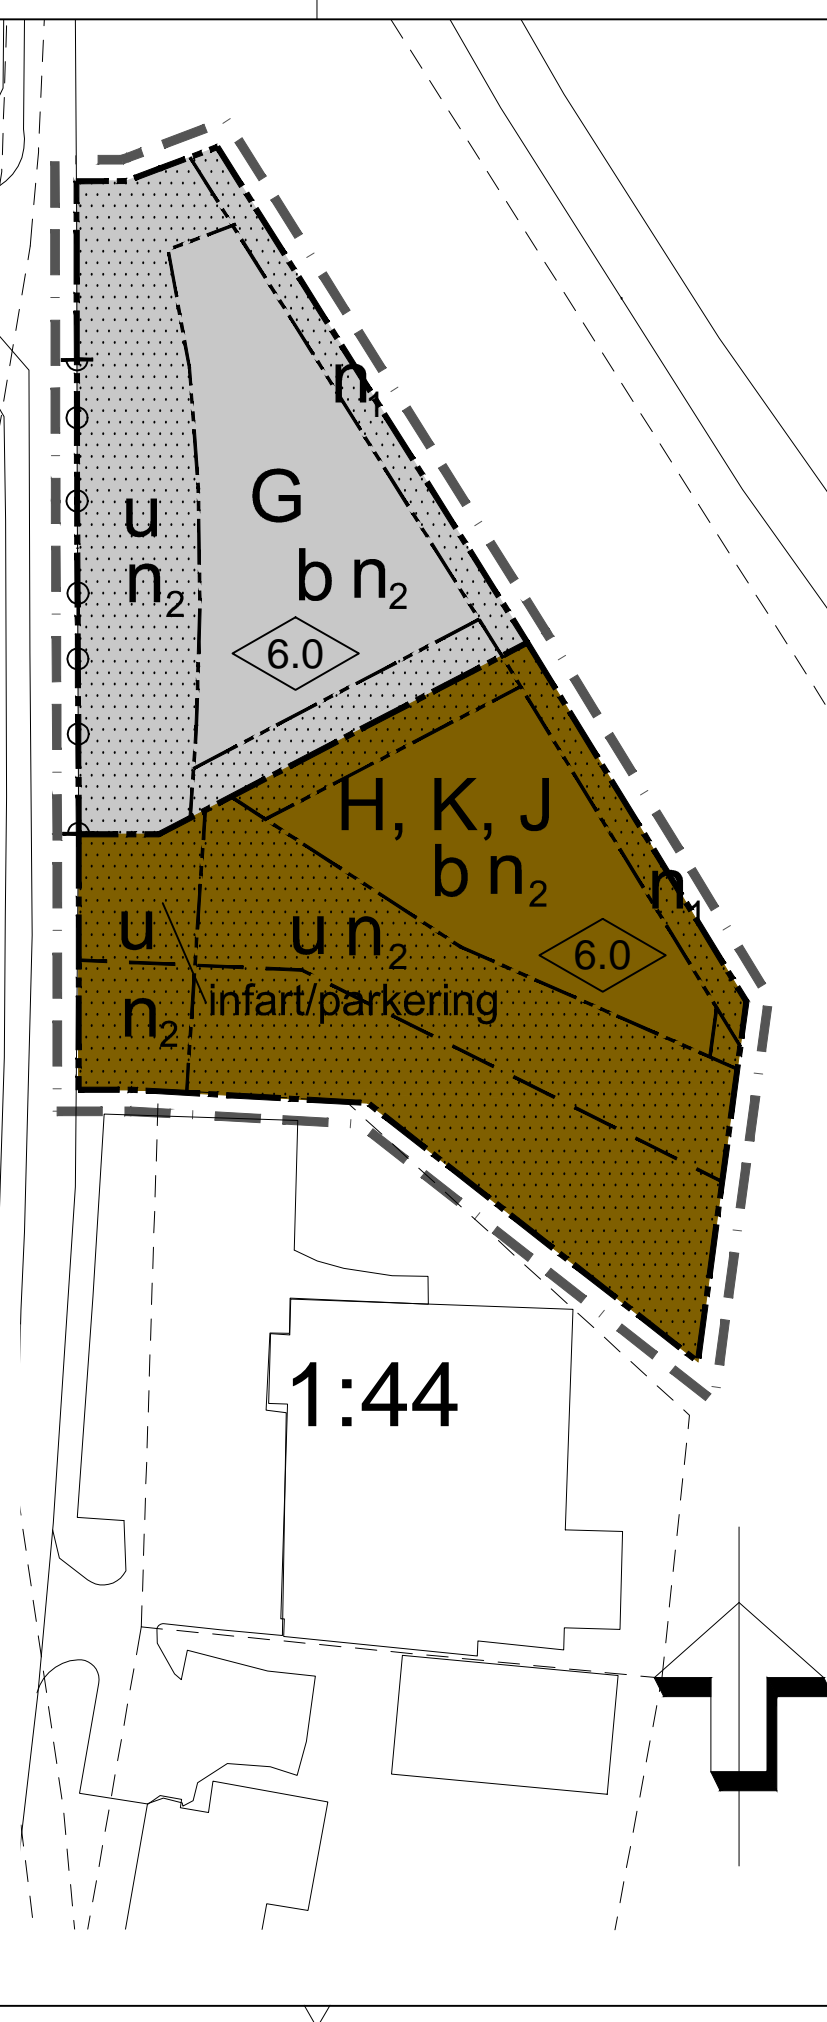 n₁
G
u
n₂
b n₂
6.0
H, K, J
b n₂
n₁
u
u n₂
6.0
infart/parkering
n₂
1:44